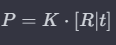 P = K · [R|t]